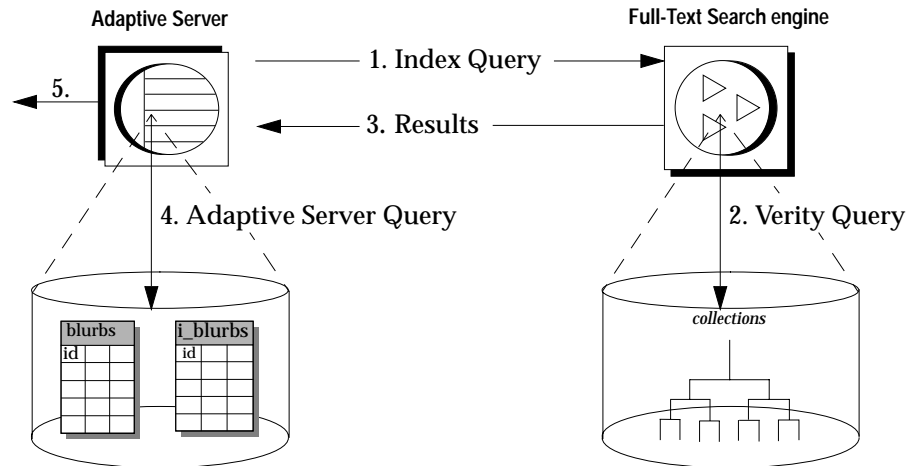 Adaptive Server
Full-Text Search engine
1. Index Query
5.
3. Results
4. Adaptive Server Query
2. Verity Query
blurbs
i_blurbs
collections
id
id